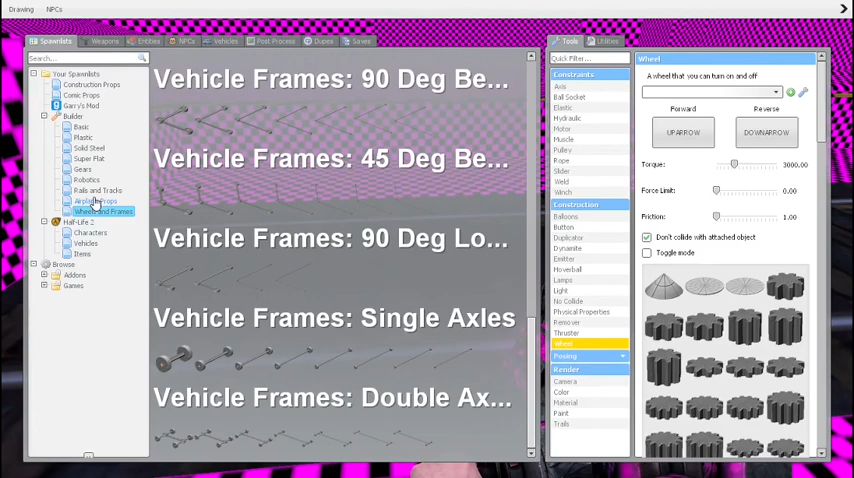 Drawing NPCs
Spawnlists Weapons Entities NPCs Vehicles Post Process Dupes Saves
Search...
Your Spawnlists
Construction Props
Comic Props
Garry's Mod
Builder
Basic
Plastic
Solid Steel
Super Flat
Gears
Robotics
Rails and Tracks
Airplane Props
Wheels and Frames
Half-Life 2
Characters
Vehicles
Items
Browse
Addons
Games
Vehicle Frames: 90 Deg Be...
Vehicle Frames: 45 Deg Be...
Vehicle Frames: 90 Deg Lo...
Vehicle Frames: Single Axles
Vehicle Frames: Double Ax...
Tools Utilities
Quick Filter...
Constraints
Axis
Ball Socket
Elastic
Hydraulic
Motor
Muscle
Pulley
Rope
Slider
Weld
Winch
Construction
Balloons
Button
Duplicator
Dynamite
Emitter
Hoverball
Lamps
Light
No Collide
Physical Properties
Remover
Thruster
Wheel
Posing
Render
Camera
Color
Material
Paint
Trails
Wheel
A wheel that you can turn on and off
Forward Reverse
UPARROW DOWNARROW
Torque: 3000.00
Force Limit: 0.00
Friction: 1.00
Don't collide with attached object
Toggle mode